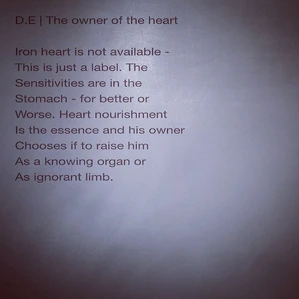 D.E | The owner of the heart
Iron heart is not available -
This is just a label. The
Sensitivities are in the
Stomach - for better or
Worse. Heart nourishment
Is the essence and his owner
Chooses if to raise him
As a knowing organ or
As ignorant limb.